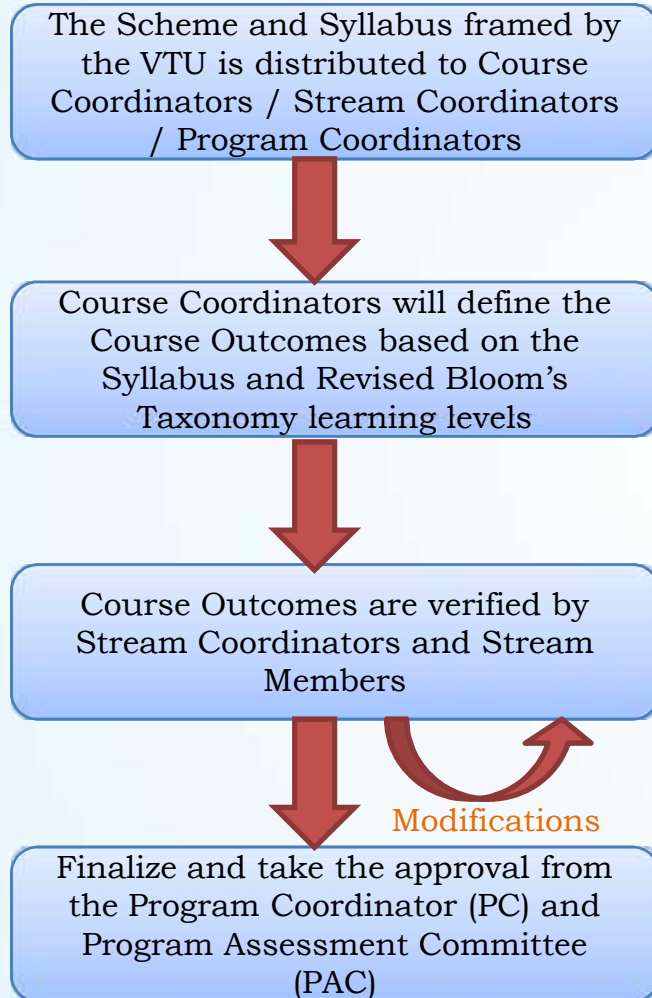 The Scheme and Syllabus framed by
the VTU is distributed to Course
Coordinators / Stream Coordinators
/ Program Coordinators
Course Coordinators will define the
Course Outcomes based on the
Syllabus and Revised Bloom’s
Taxonomy learning levels
Course Outcomes are verified by
Stream Coordinators and Stream
Members
Modifications
Finalize and take the approval from
the Program Coordinator (PC) and
Program Assessment Committee
(PAC)